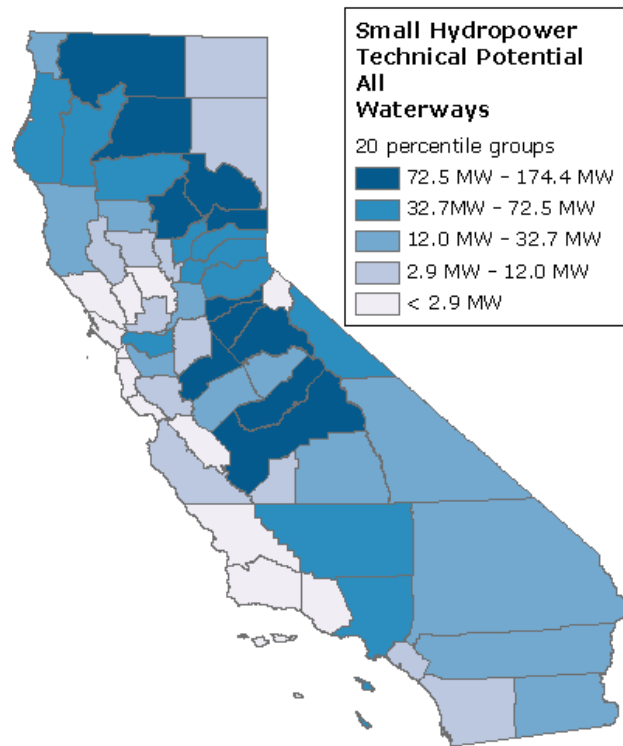 Small Hydropower
Technical Potential
All
Waterways
20 percentile groups
72.5 MW - 174.4 MW
32.7MW - 72.5 MW
12.0 MW - 32.7 MW
2.9 MW - 12.0 MW
< 2.9 MW